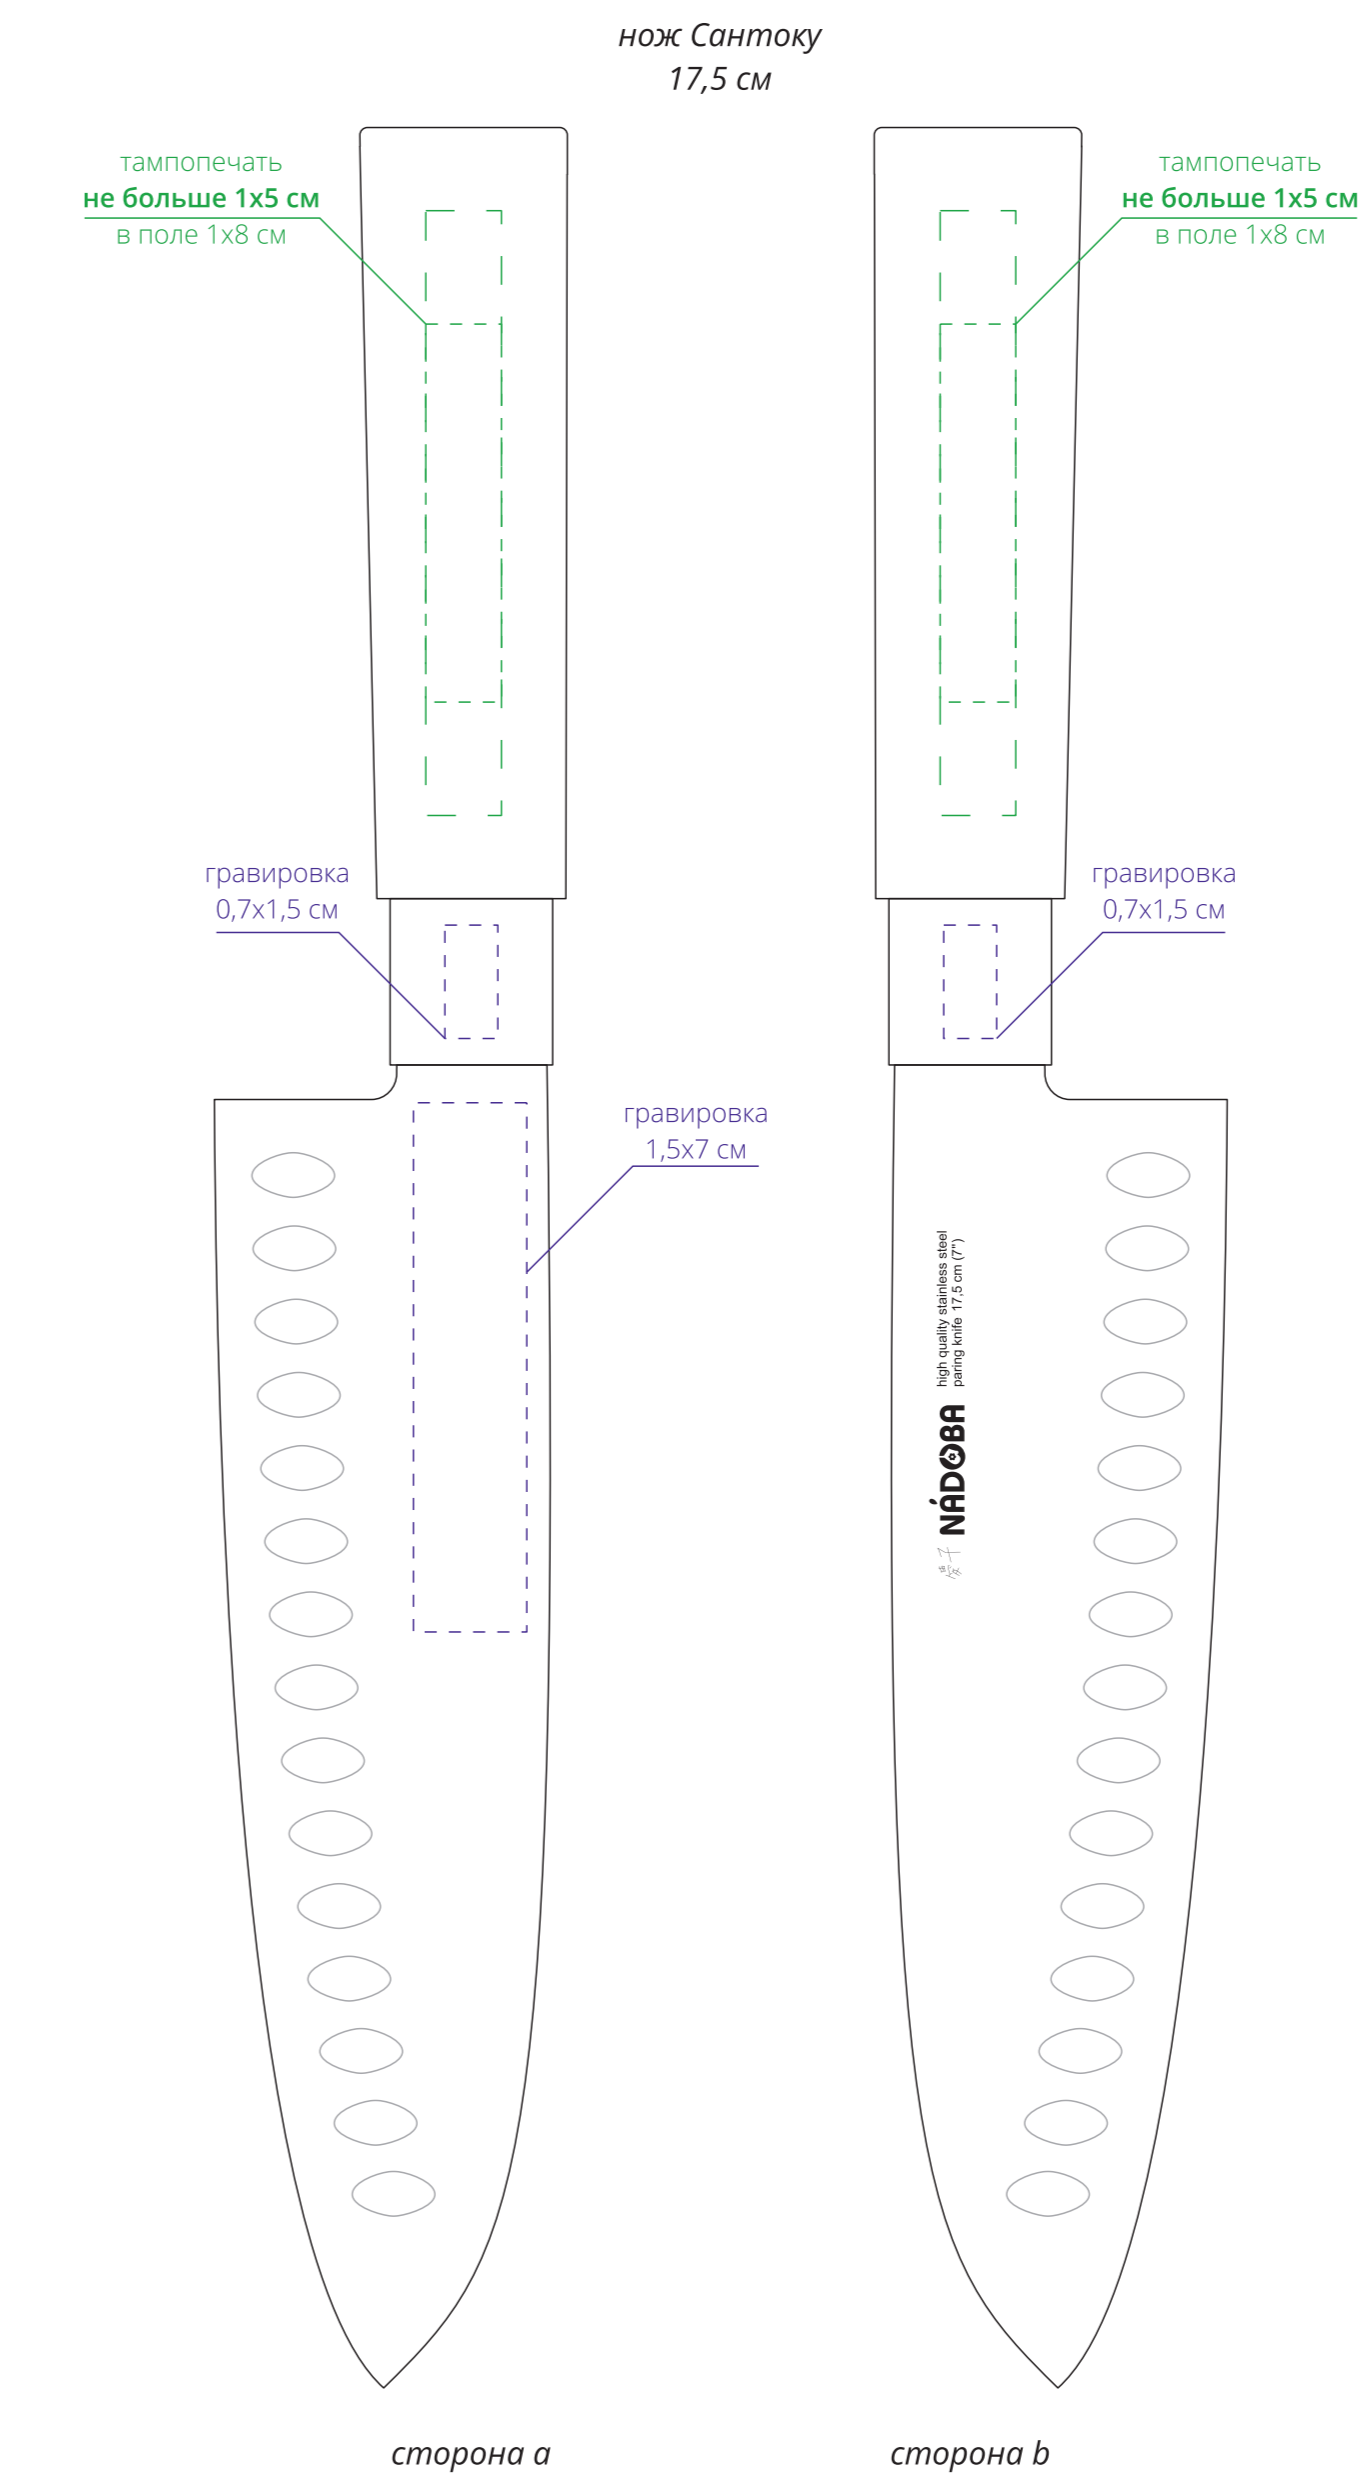 нож Сантоку
17,5 см
тампопечать
не больше 1х5 см
в поле 1х8 см
тампопечать
не больше 1х5 см
в поле 1х8 см
гравировка
0,7х1,5 см
гравировка
0,7х1,5 см
гравировка
1,5х7 см
high quality stainless steel
paring knife 17,5 cm (7")
NÁDOBA
сторона a
сторона b